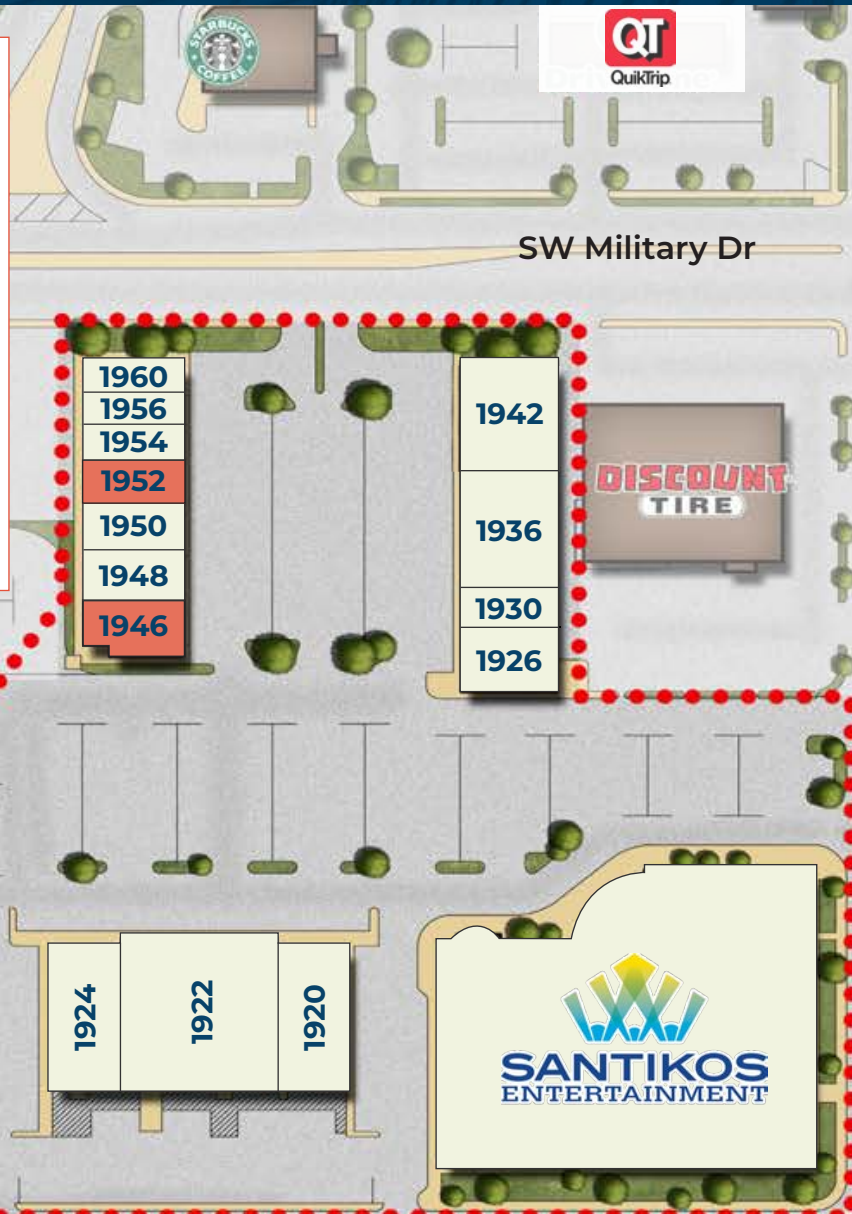 STARBUCKS
COFFEE
QT
QuikTrip
SW Military Dr
1960
1956
1954
1952
1950
1948
1946
1942
1936
1930
1926
DISCOUNT
TIRE
1924
1922
1920
SANTIKOS
ENTERTAINMENT